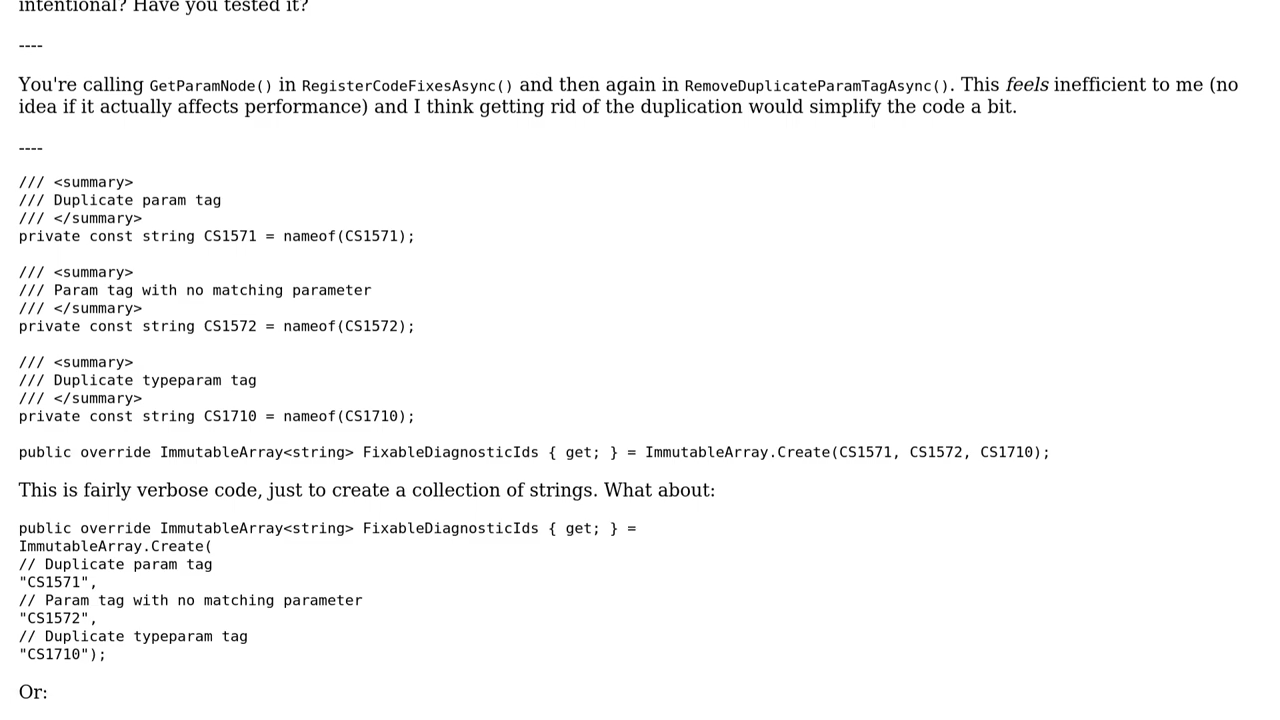 intentional? Have you tested it?
----
You're calling GetParamNode() in RegisterCodeFixesAsync() and then again in RemoveDuplicateParamTagAsync(). This feels inefficient to me (no
idea if it actually affects performance) and I think getting rid of the duplication would simplify the code a bit.
----
/// <summary>
/// Duplicate param tag
/// </summary>
private const string CS1571 = nameof(CS1571);
/// <summary>
/// Param tag with no matching parameter
/// </summary>
private const string CS1572 = nameof(CS1572);
/// <summary>
/// Duplicate typeparam tag
/// </summary>
private const string CS1710 = nameof(CS1710);
public override ImmutableArray<string> FixableDiagnosticIds { get; } = ImmutableArray.Create(CS1571, CS1572, CS1710);
This is fairly verbose code, just to create a collection of strings. What about:
public override ImmutableArray<string> FixableDiagnosticIds { get; } =
ImmutableArray.Create(
// Duplicate param tag
"CS1571",
// Param tag with no matching parameter
"CS1572",
// Duplicate typeparam tag
"CS1710");
Or: